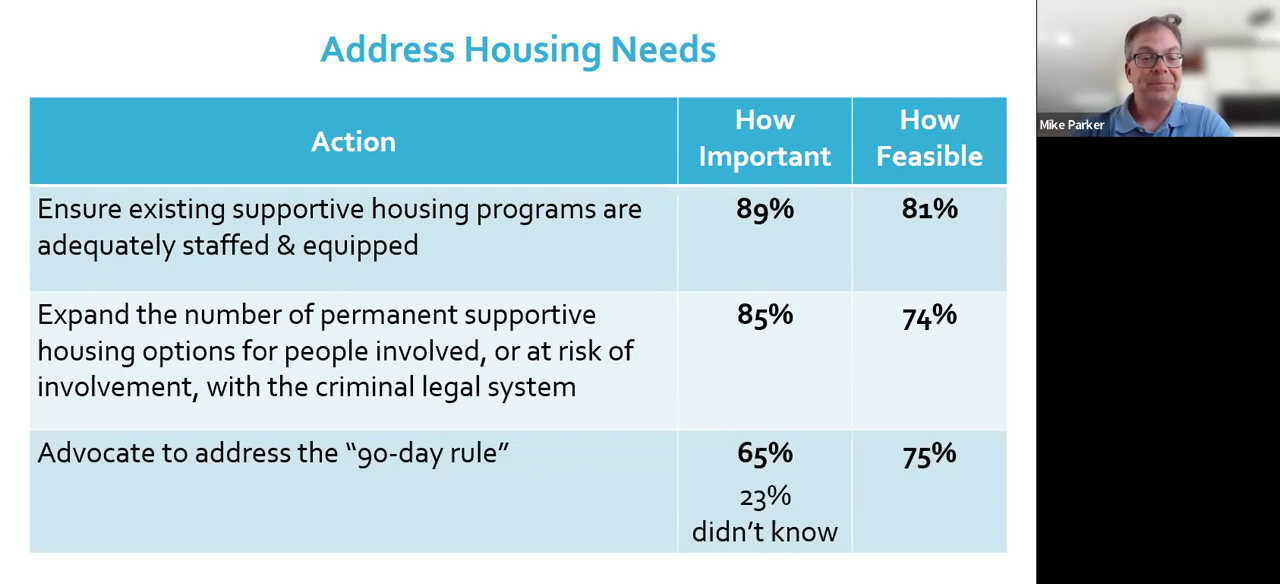 Address Housing Needs
Action
How
Important
How
Feasible
Ensure existing supportive housing programs are
adequately staffed & equipped
89%
81%
Expand the number of permanent supportive
housing options for people involved, or at risk of
involvement, with the criminal legal system
85%
74%
Advocate to address the “90-day rule”
65%
23%
didn’t know
75%
Mike Parker